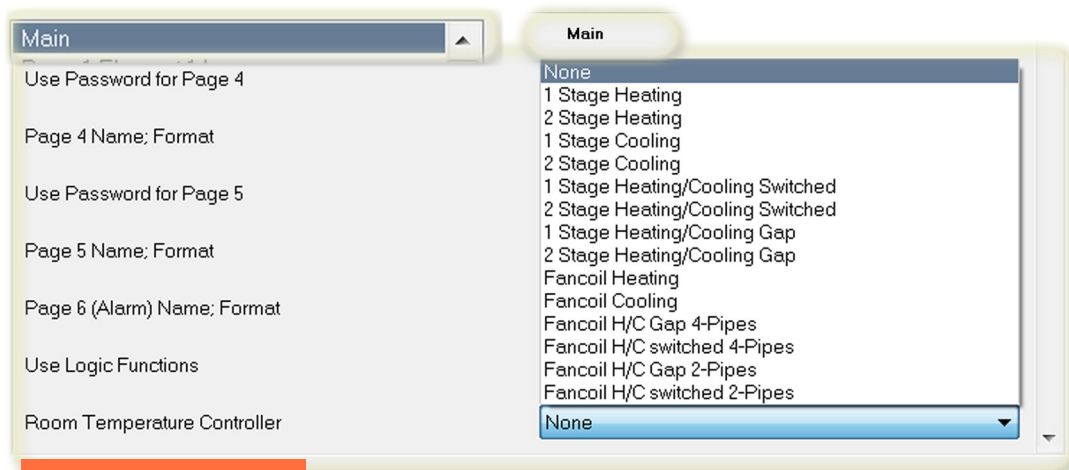 Main
Main
Use Password for Page 4
Page 4 Name; Format
Use Password for Page 5
Page 5 Name; Format
Page 6 (Alarm) Name; Format
Use Logic Functions
Room Temperature Controller
None
1 Stage Heating
2 Stage Heating
1 Stage Cooling
2 Stage Cooling
1 Stage Heating/Cooling Switched
2 Stage Heating/Cooling Switched
1 Stage Heating/Cooling Gap
2 Stage Heating/Cooling Gap
Fancoil Heating
Fancoil Cooling
Fancoil H/C Gap 4-Pipes
Fancoil H/C switched 4-Pipes
Fancoil H/C Gap 2-Pipes
Fancoil H/C switched 2-Pipes
None